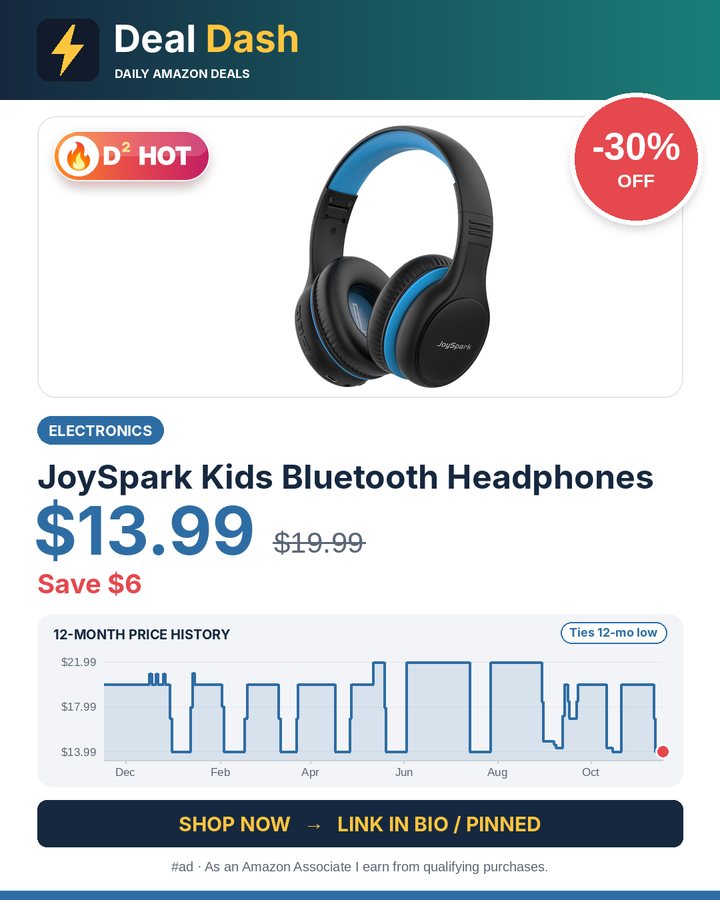 Deal Dash
DAILY AMAZON DEALS
D² HOT
-30%
OFF
JoySpark
ELECTRONICS
JoySpark Kids Bluetooth Headphones
$13.99 $19.99
Save $6
12-MONTH PRICE HISTORY
Ties 12-mo low
$21.99
$17.99
$13.99
Dec Feb Apr Jun Aug Oct
SHOP NOW → LINK IN BIO / PINNED
#ad · As an Amazon Associate I earn from qualifying purchases.